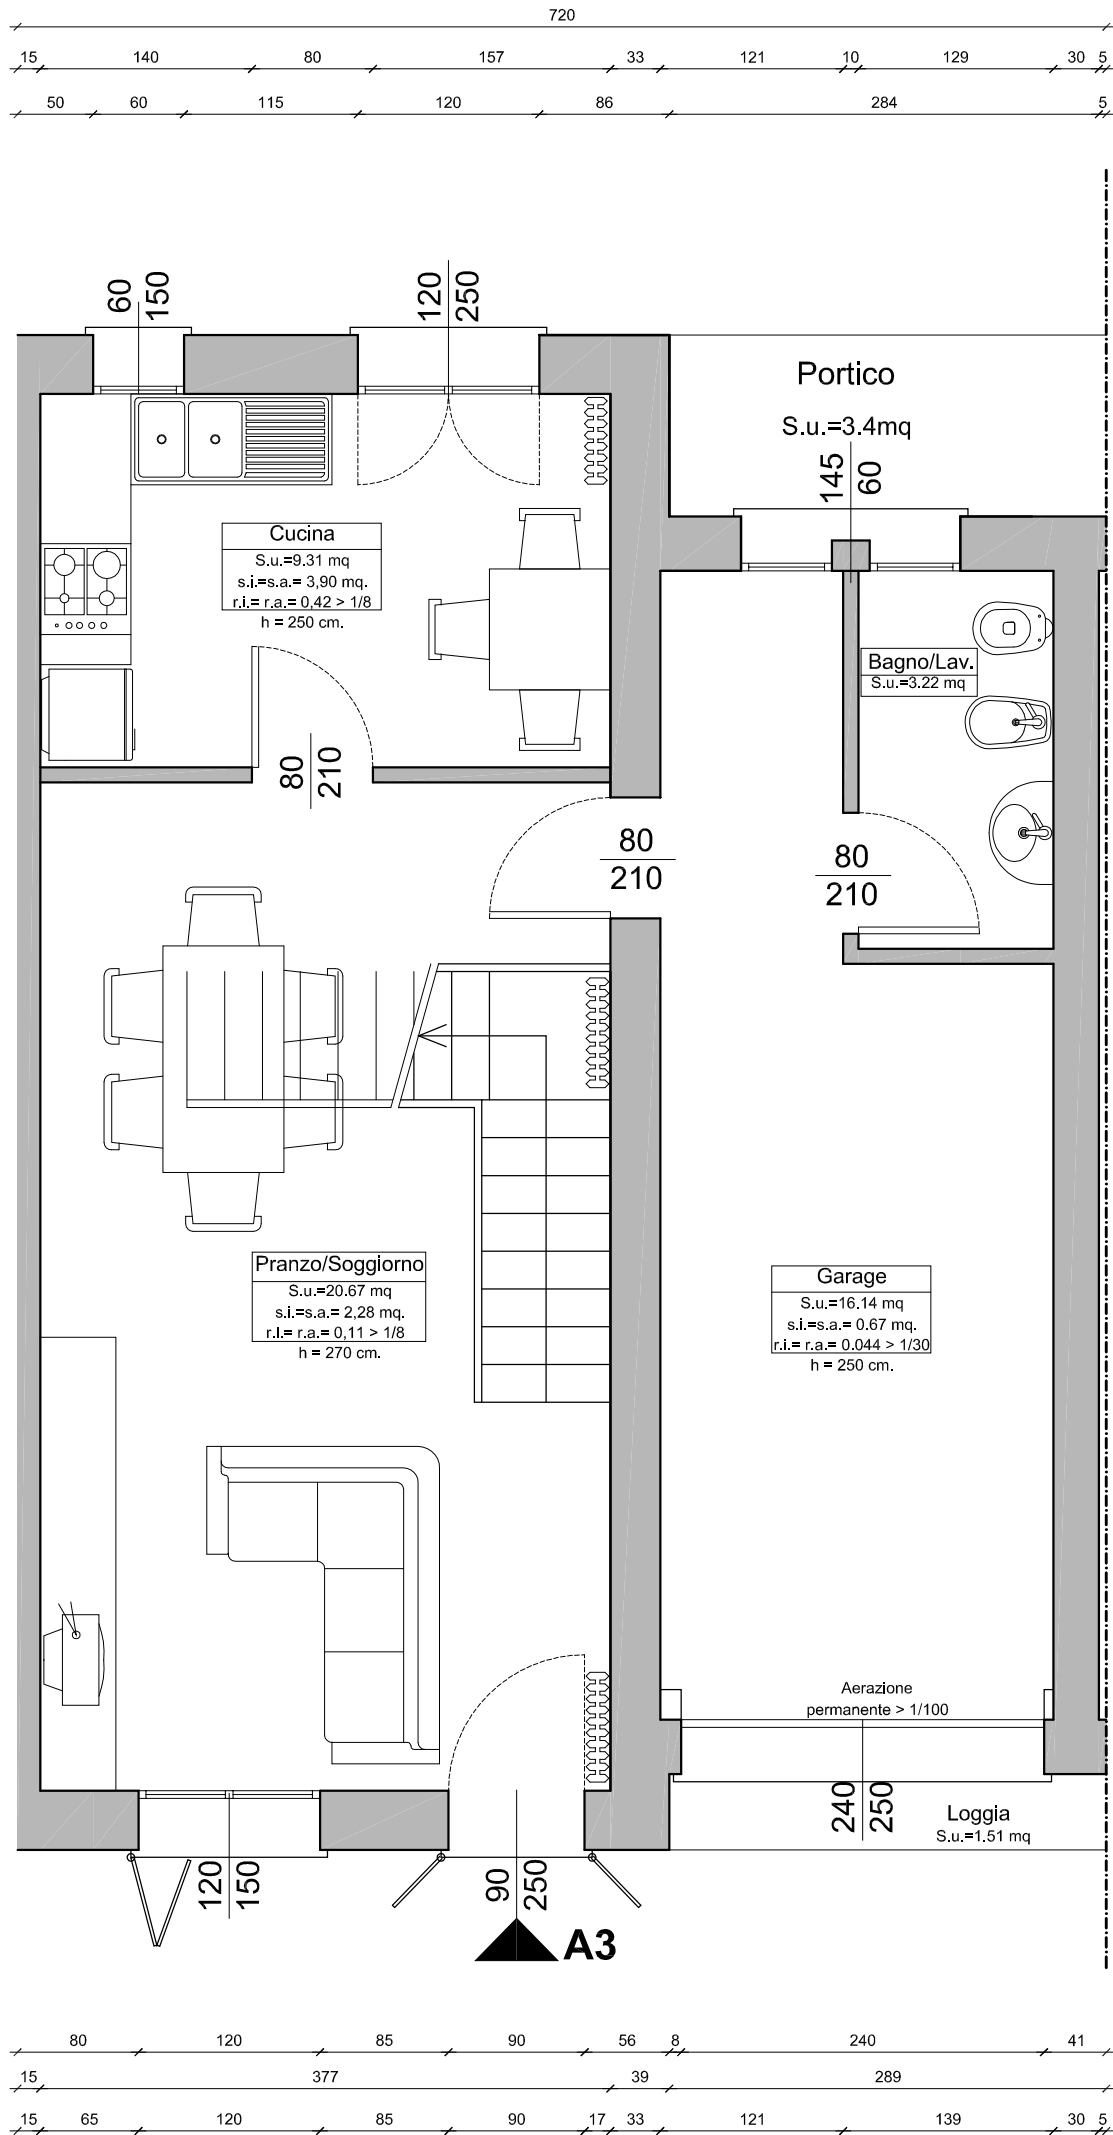 720
15 140 80 157 33 121 10 129 30 5
50 60 115 120 86 284 5
60
150
120
250
Portico
S.u.=3.4mq
145
60
Cucina
S.u.=9.31 mq
s.i.=s.a.= 3,90 mq.
r.i.= r.a.= 0,42 > 1/8
h = 250 cm.
Bagno/Lav.
S.u.=3.22 mq
80
210
80
210
80
210
Pranzo/Soggiorno
S.u.=20.67 mq
s.i.=s.a.= 2,28 mq.
r.I.= r.a.= 0,11 > 1/8
h = 270 cm.
Garage
S.u.=16.14 mq
s.i.=s.a.= 0.67 mq.
r.i.= r.a.= 0.044 > 1/30
h = 250 cm.
Aerazione
permanente > 1/100
240
250
Loggia
S.u.=1.51 mq
120
150
90
250
A3
80 120 85 90 56 8 240 41
15 377 39 289
15 65 120 85 90 17 33 121 139 30 5